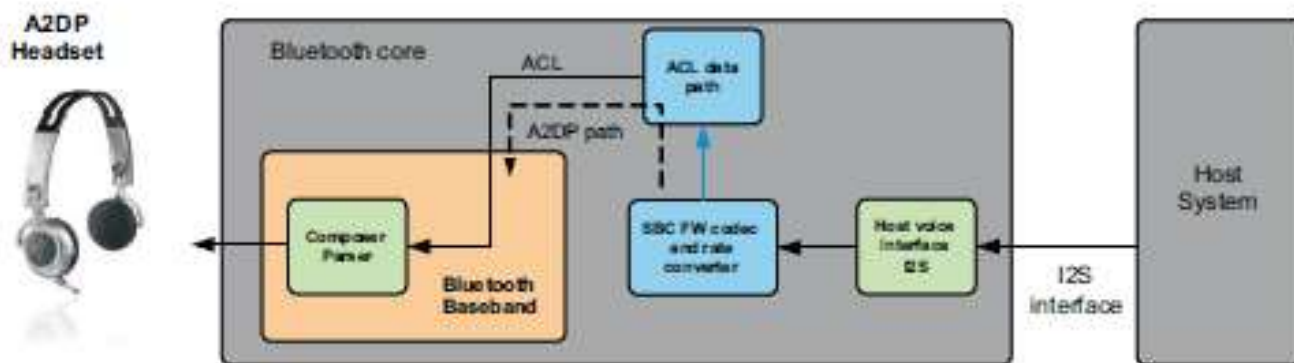 A2DP
Headset
Bluetooth core
ACL
ACL data
path
A2DP path
Composer
Parser
Bluetooth
Baseband
SBC FW codec
and rate
converter
Host voice
Interface
I2S
I2S
interface
Host
System